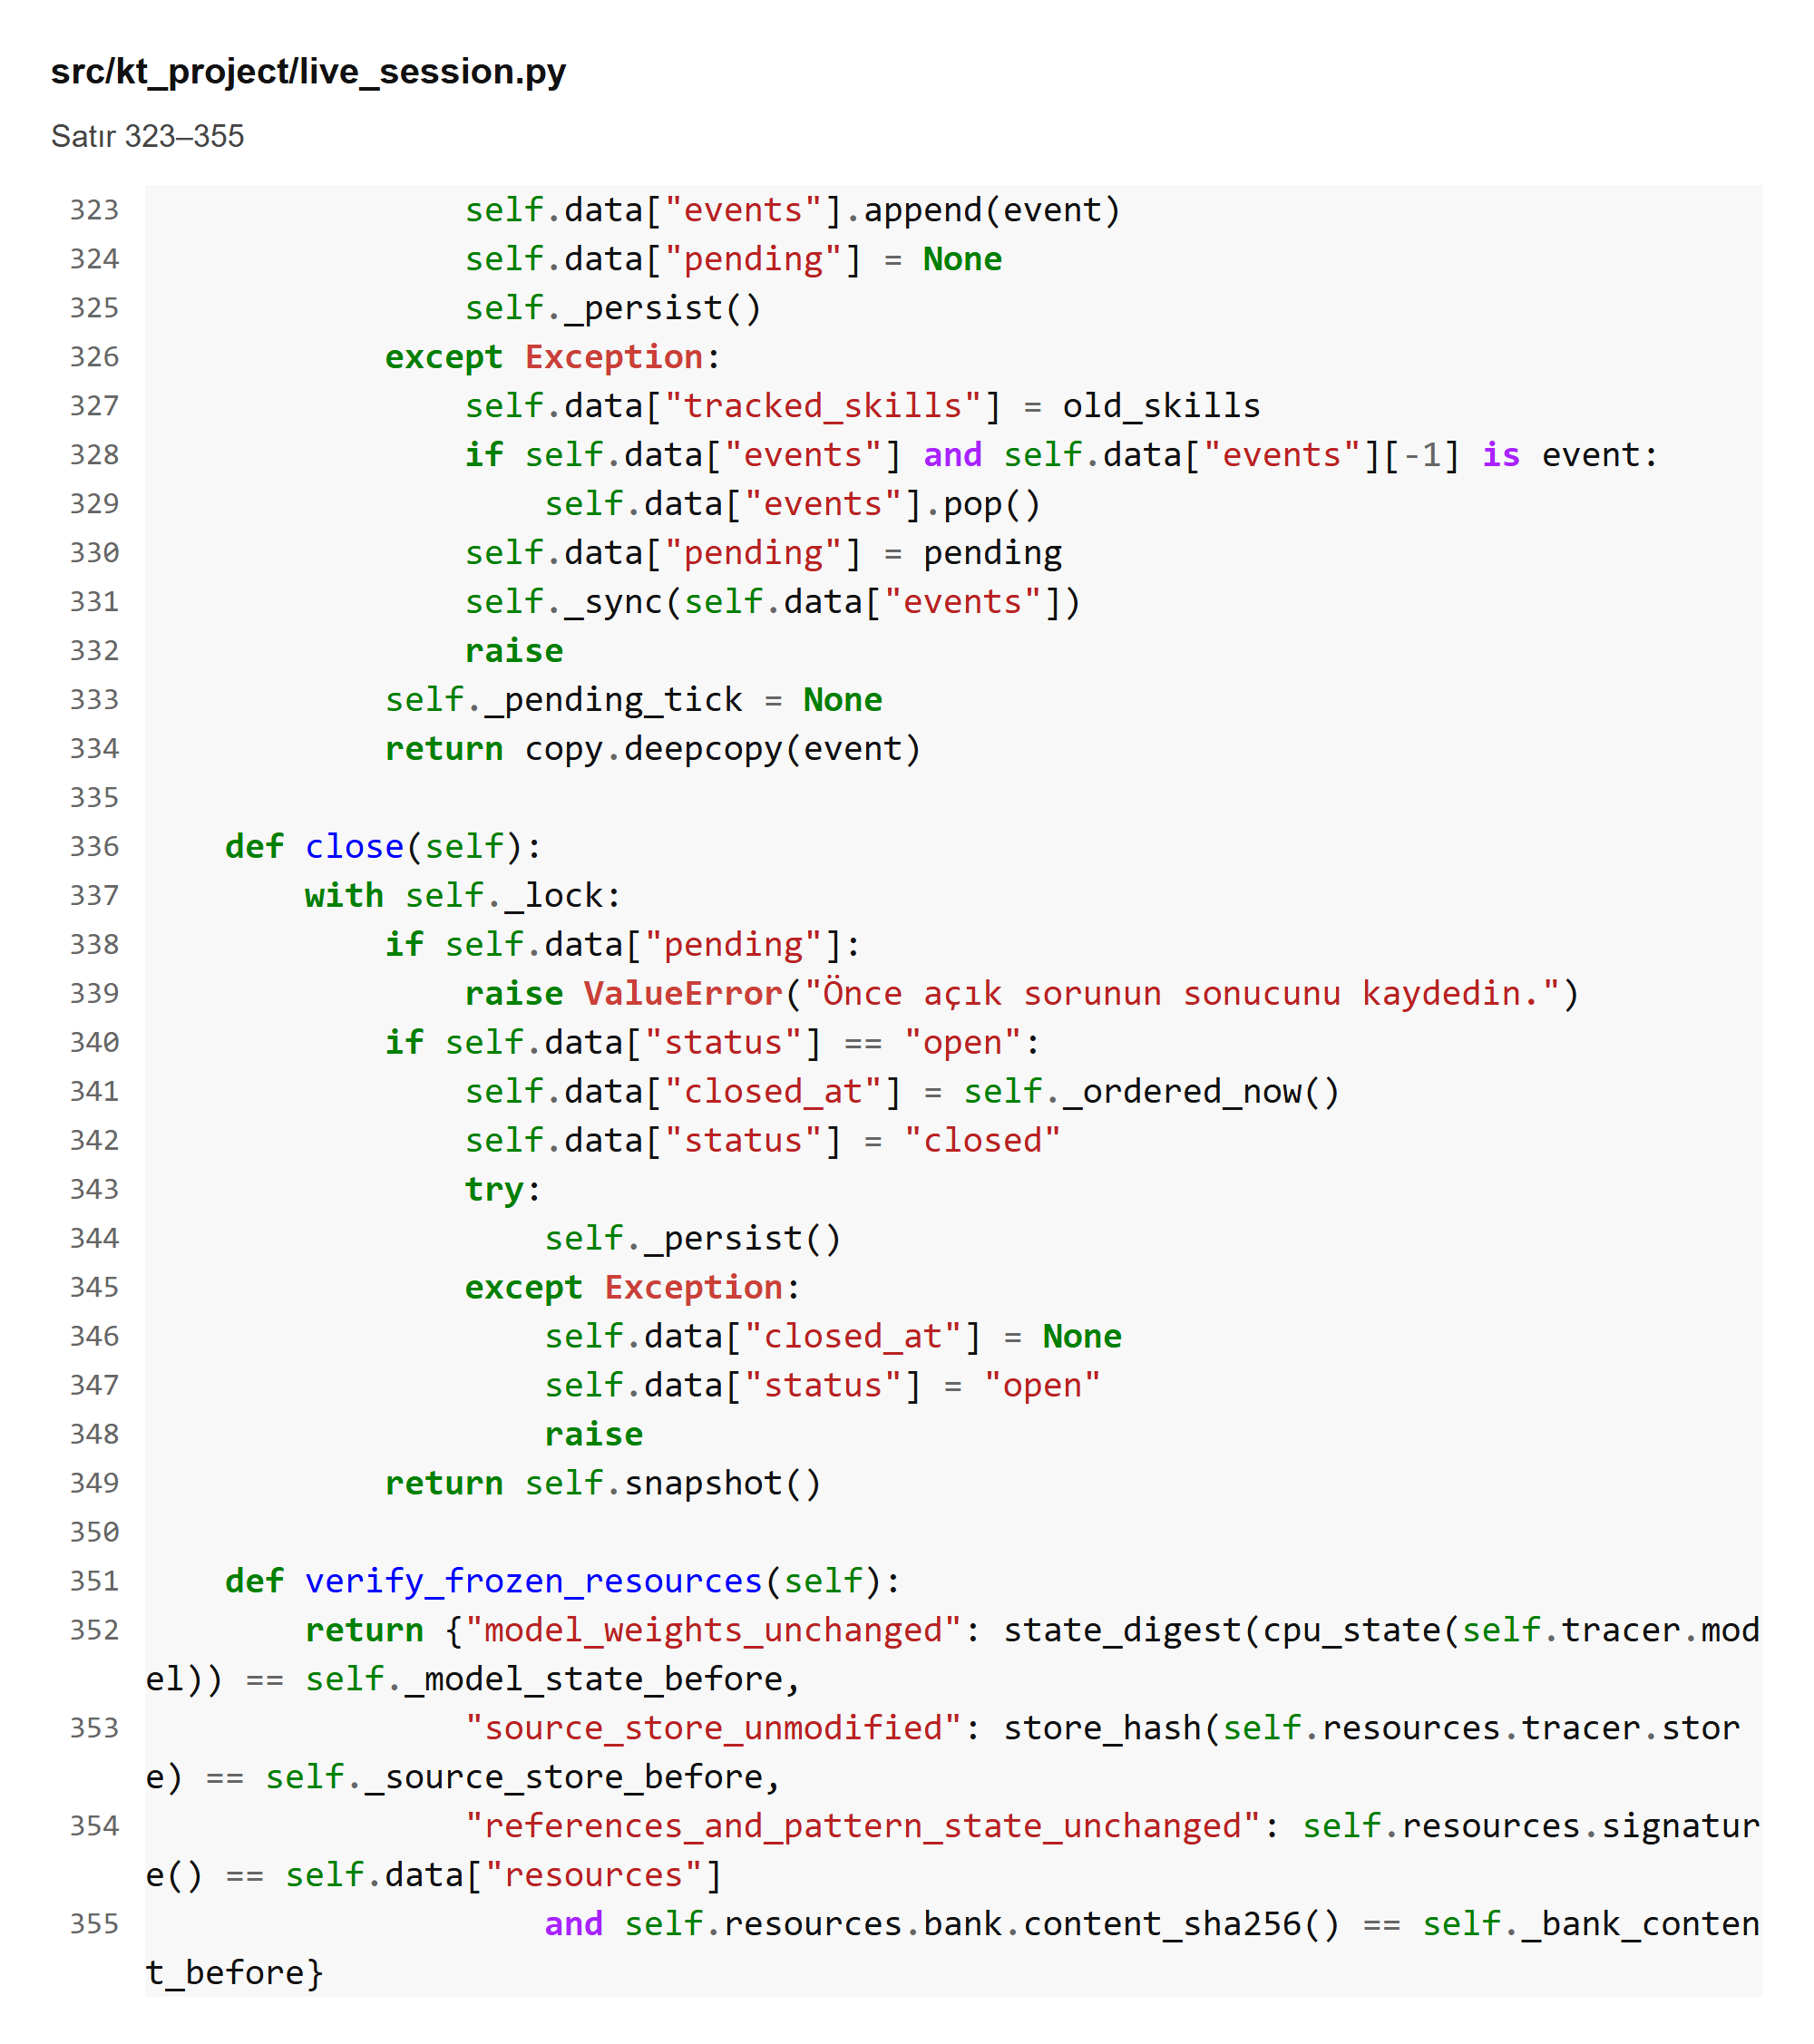 src/kt_project/live_session.py
Satır 323–355
323                 self.data["events"].append(event)
324                 self.data["pending"] = None
325                 self._persist()
326             except Exception:
327                 self.data["tracked_skills"] = old_skills
328                 if self.data["events"] and self.data["events"][-1] is event:
329                     self.data["events"].pop()
330                 self.data["pending"] = pending
331                 self._sync(self.data["events"])
332                 raise
333             self._pending_tick = None
334             return copy.deepcopy(event)
335
336     def close(self):
337         with self._lock:
338             if self.data["pending"]:
339                 raise ValueError("Önce açık sorunun sonucunu kaydedin.")
340             if self.data["status"] == "open":
341                 self.data["closed_at"] = self._ordered_now()
342                 self.data["status"] = "closed"
343                 try:
344                     self._persist()
345                 except Exception:
346                     self.data["closed_at"] = None
347                     self.data["status"] = "open"
348                     raise
349             return self.snapshot()
350
351     def verify_frozen_resources(self):
352         return {"model_weights_unchanged": state_digest(cpu_state(self.tracer.mod
el)) == self._model_state_before,
353                 "source_store_unmodified": store_hash(self.resources.tracer.stor
e) == self._source_store_before,
354                 "references_and_pattern_state_unchanged": self.resources.signatur
e() == self.data["resources"]
355                     and self.resources.bank.content_sha256() == self._bank_conten
t_before}